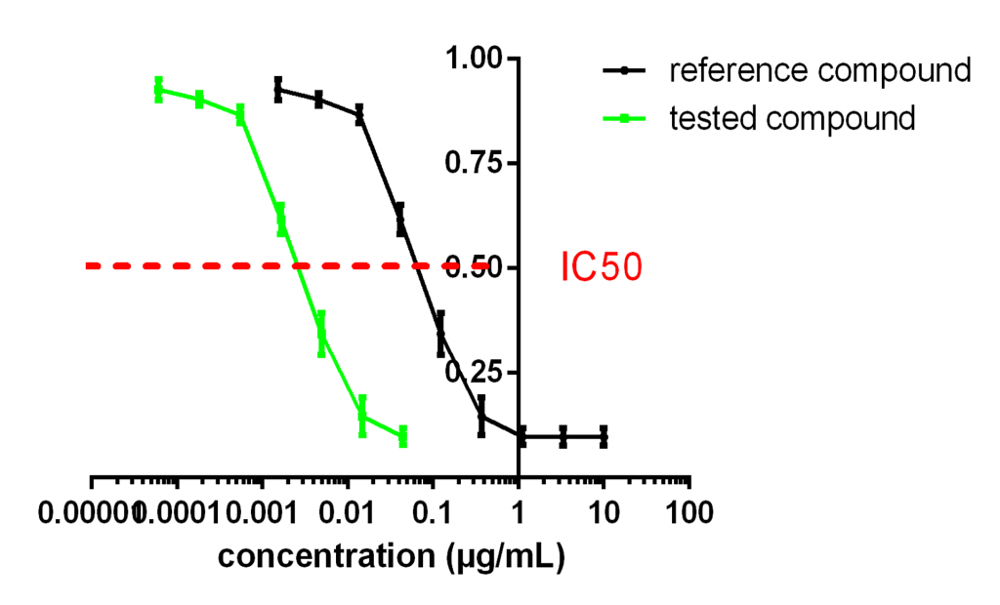 1.00
reference compound
tested compound
0.75
0.50
IC50
0.25
0.00001 0.0001 0.001 0.01 0.1 1 10 100
concentration (µg/mL)